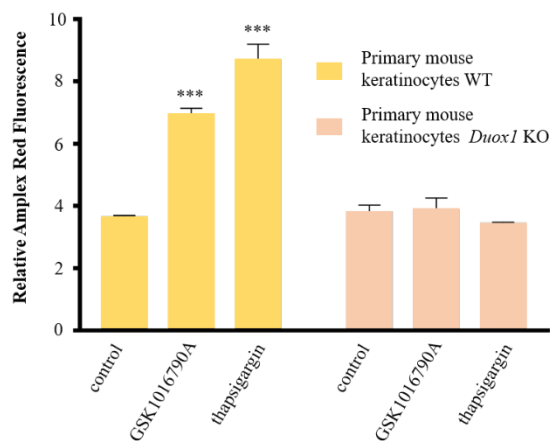 Relative Amplex Red Fluorescence
10
8
6
4
2
0
***
***
Primary mouse
keratinocytes WT
Primary mouse
keratinocytes Duox1 KO
control
GSK1016790A
thapsigargin
control
GSK1016790A
thapsigargin